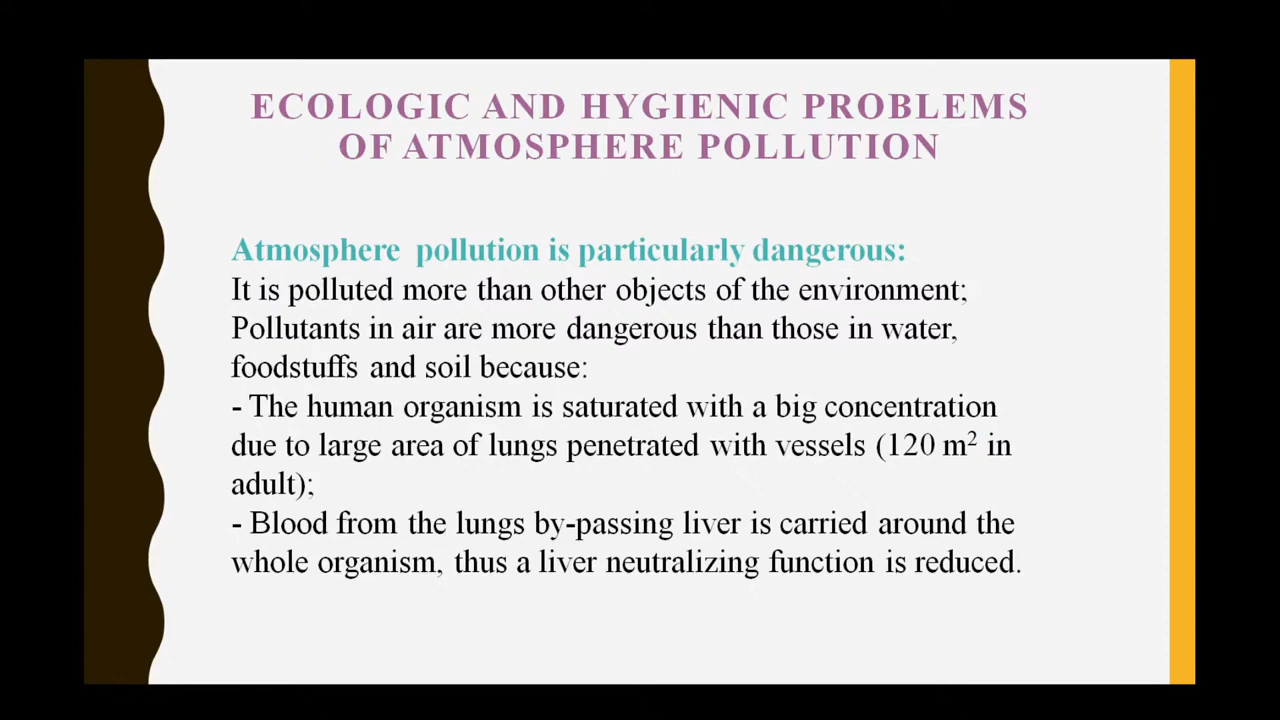 ECOLOGIC AND HYGIENIC PROBLEMS
OF ATMOSPHERE POLLUTION
Atmosphere pollution is particularly dangerous:
It is polluted more than other objects of the environment;
Pollutants in air are more dangerous than those in water,
foodstuffs and soil because:
- The human organism is saturated with a big concentration
due to large area of lungs penetrated with vessels (120 m² in
adult);
- Blood from the lungs by-passing liver is carried around the
whole organism, thus a liver neutralizing function is reduced.